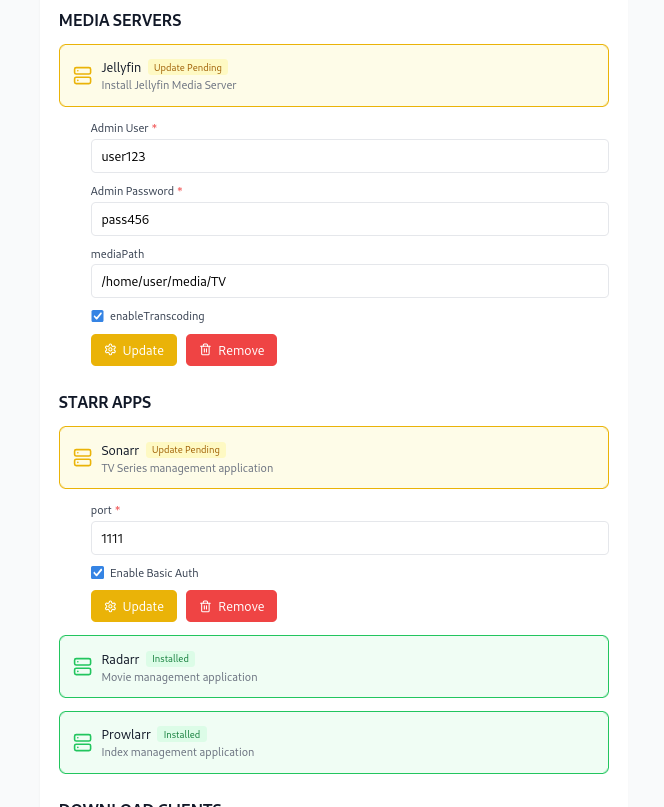 MEDIA SERVERS
Jellyfin Update Pending
Install Jellyfin Media Server
Admin User *
user123
Admin Password *
pass456
mediaPath
/home/user/media/TV
enableTranscoding
Update Remove
STARR APPS
Sonarr Update Pending
TV Series management application
port *
1111
Enable Basic Auth
Update Remove
Radarr Installed
Movie management application
Prowlarr Installed
Index management application
DOWNLOAD CLIENTS